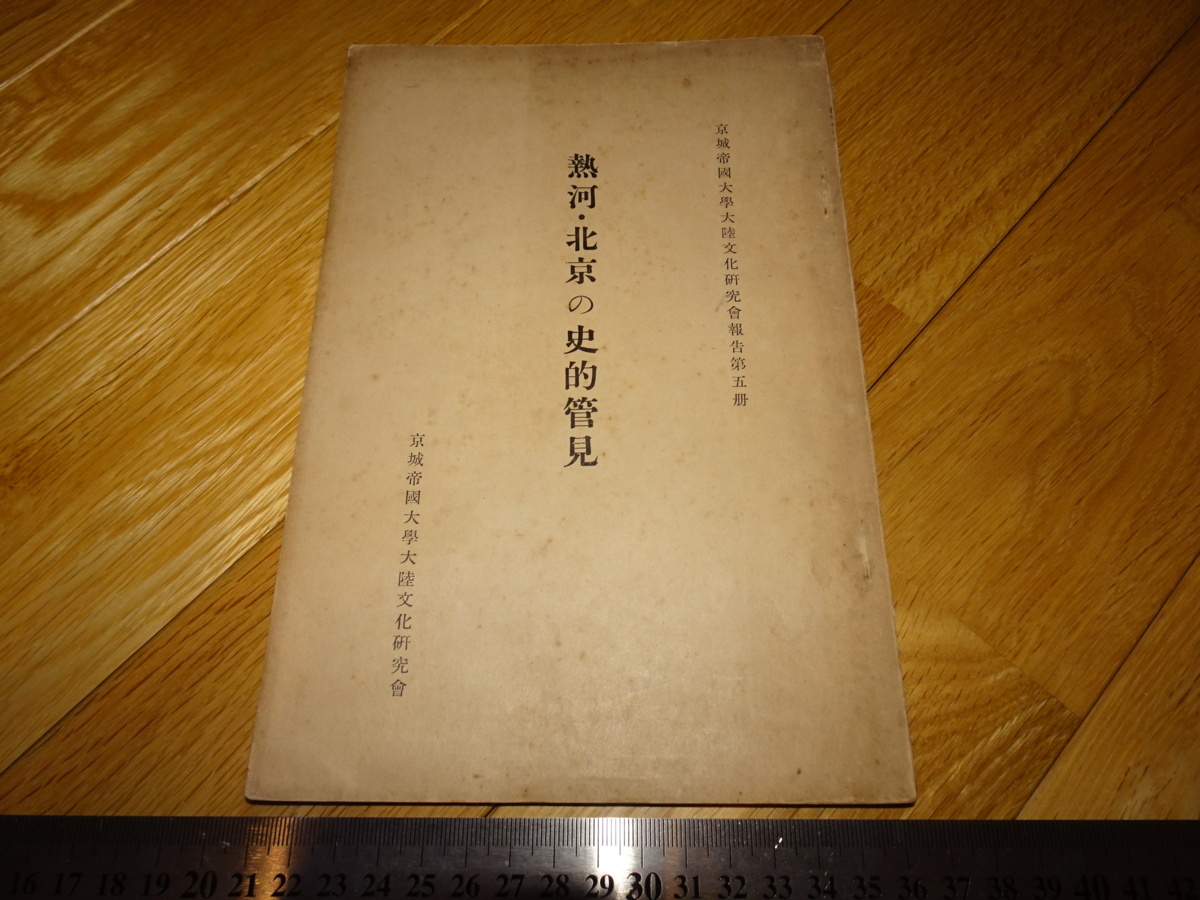 京城帝國大學大陸文化硏究會報告第五册
熱河・北京の史的管見
京城帝國大學大陸文化硏究會
16 17 18 19 20 21 22 23 24 25 26 27 28 29 30 31 32 33 34 35 36 37 38 39 40 41 42